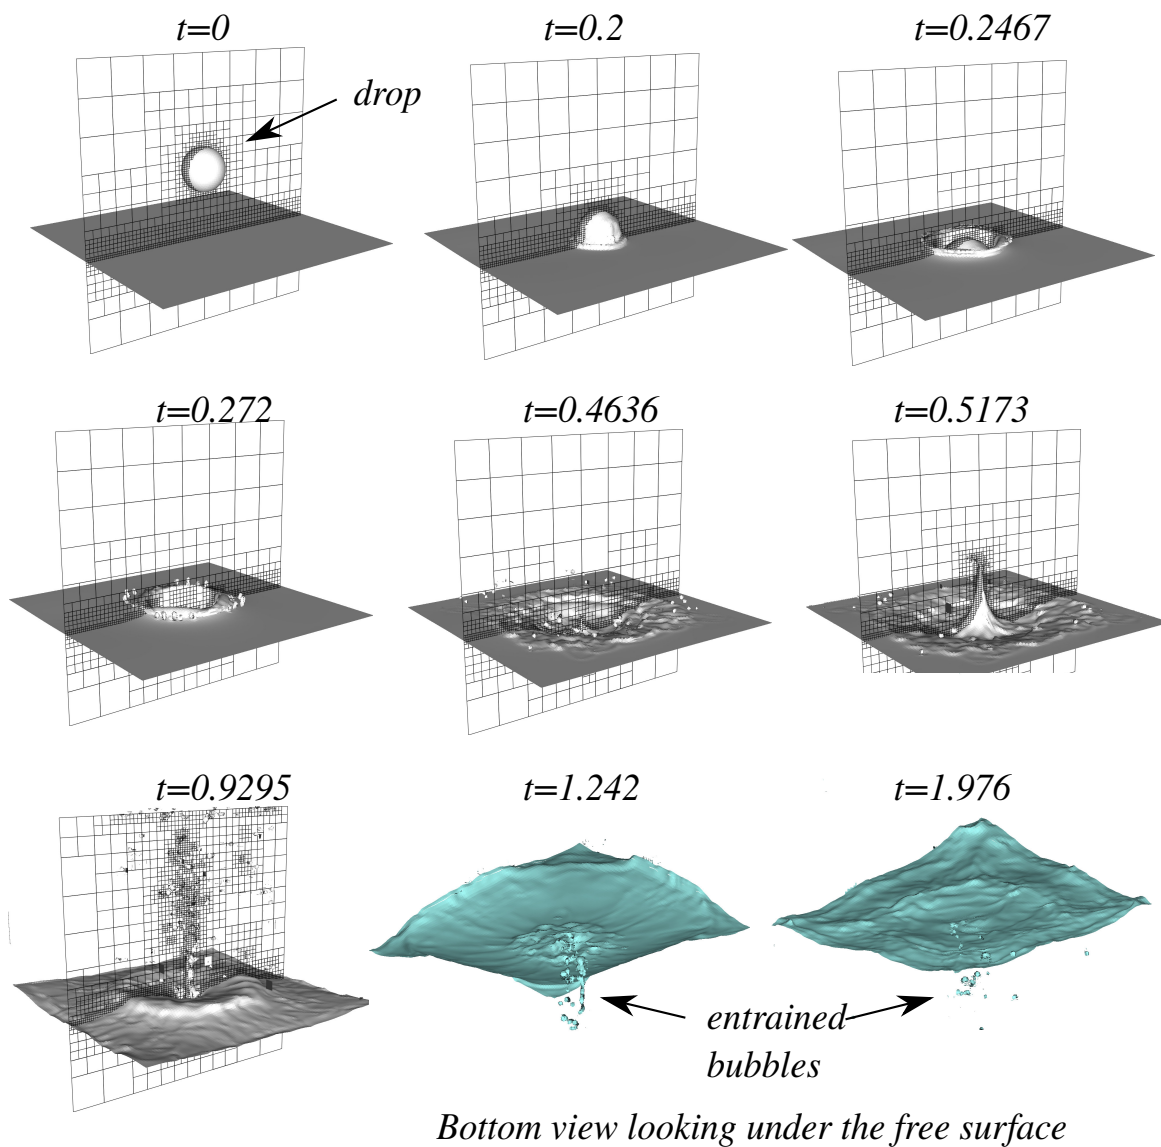 t=0
t=0.2
t=0.2467
drop
t=0.272
t=0.4636
t=0.5173
t=0.9295
t=1.242
t=1.976
entrained
bubbles
Bottom view looking under the free surface